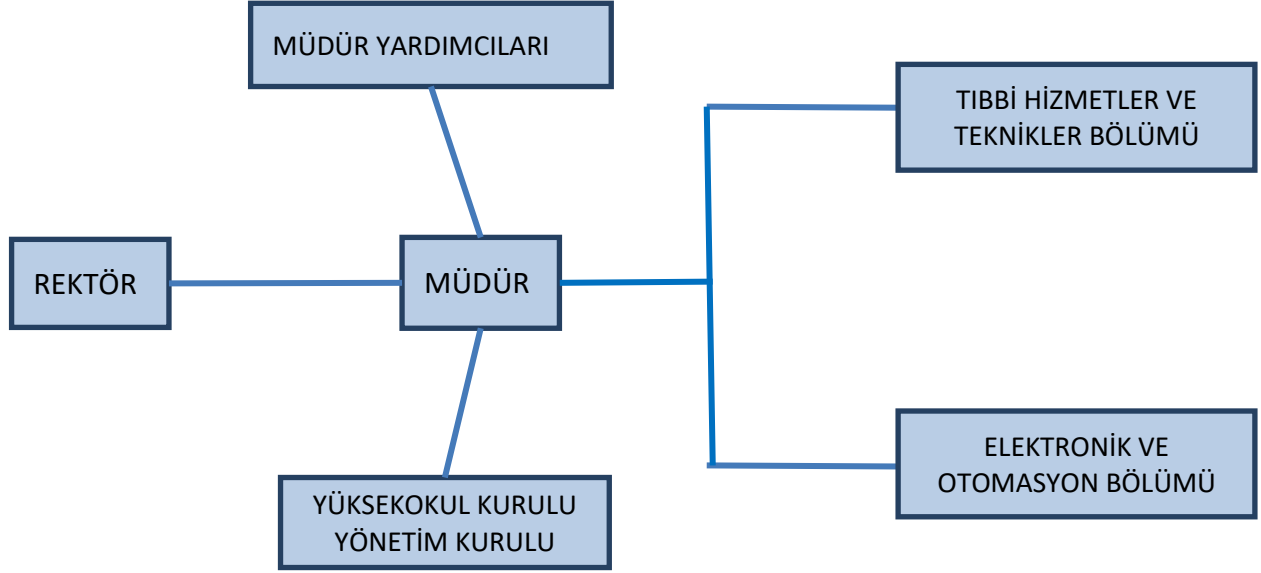 MÜDÜR YARDIMCILARI
TIBBİ HİZMETLER VE
TEKNİKLER BÖLÜMÜ
REKTÖR
MÜDÜR
ELEKTRONİK VE
OTOMASYON BÖLÜMÜ
YÜKSEKOKUL KURULU
YÖNETİM KURULU